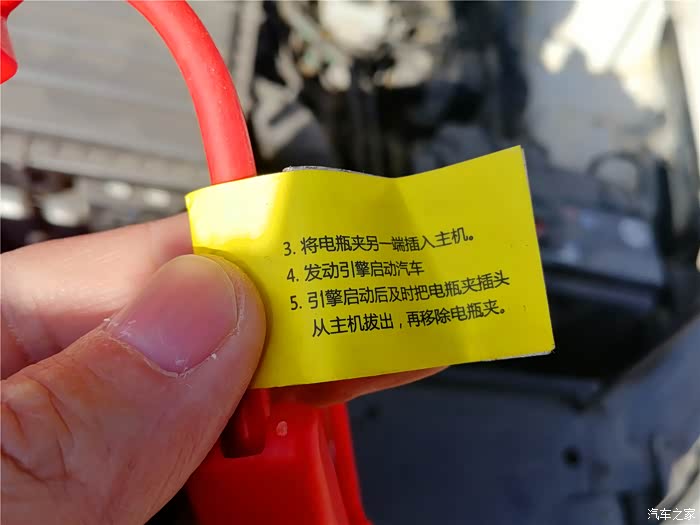 3. 将电瓶夹另一端插入主机。
4. 发动引擎启动汽车
5. 引擎启动后及时把电瓶夹插头
从主机拔出，再移除电瓶夹。
汽车之家